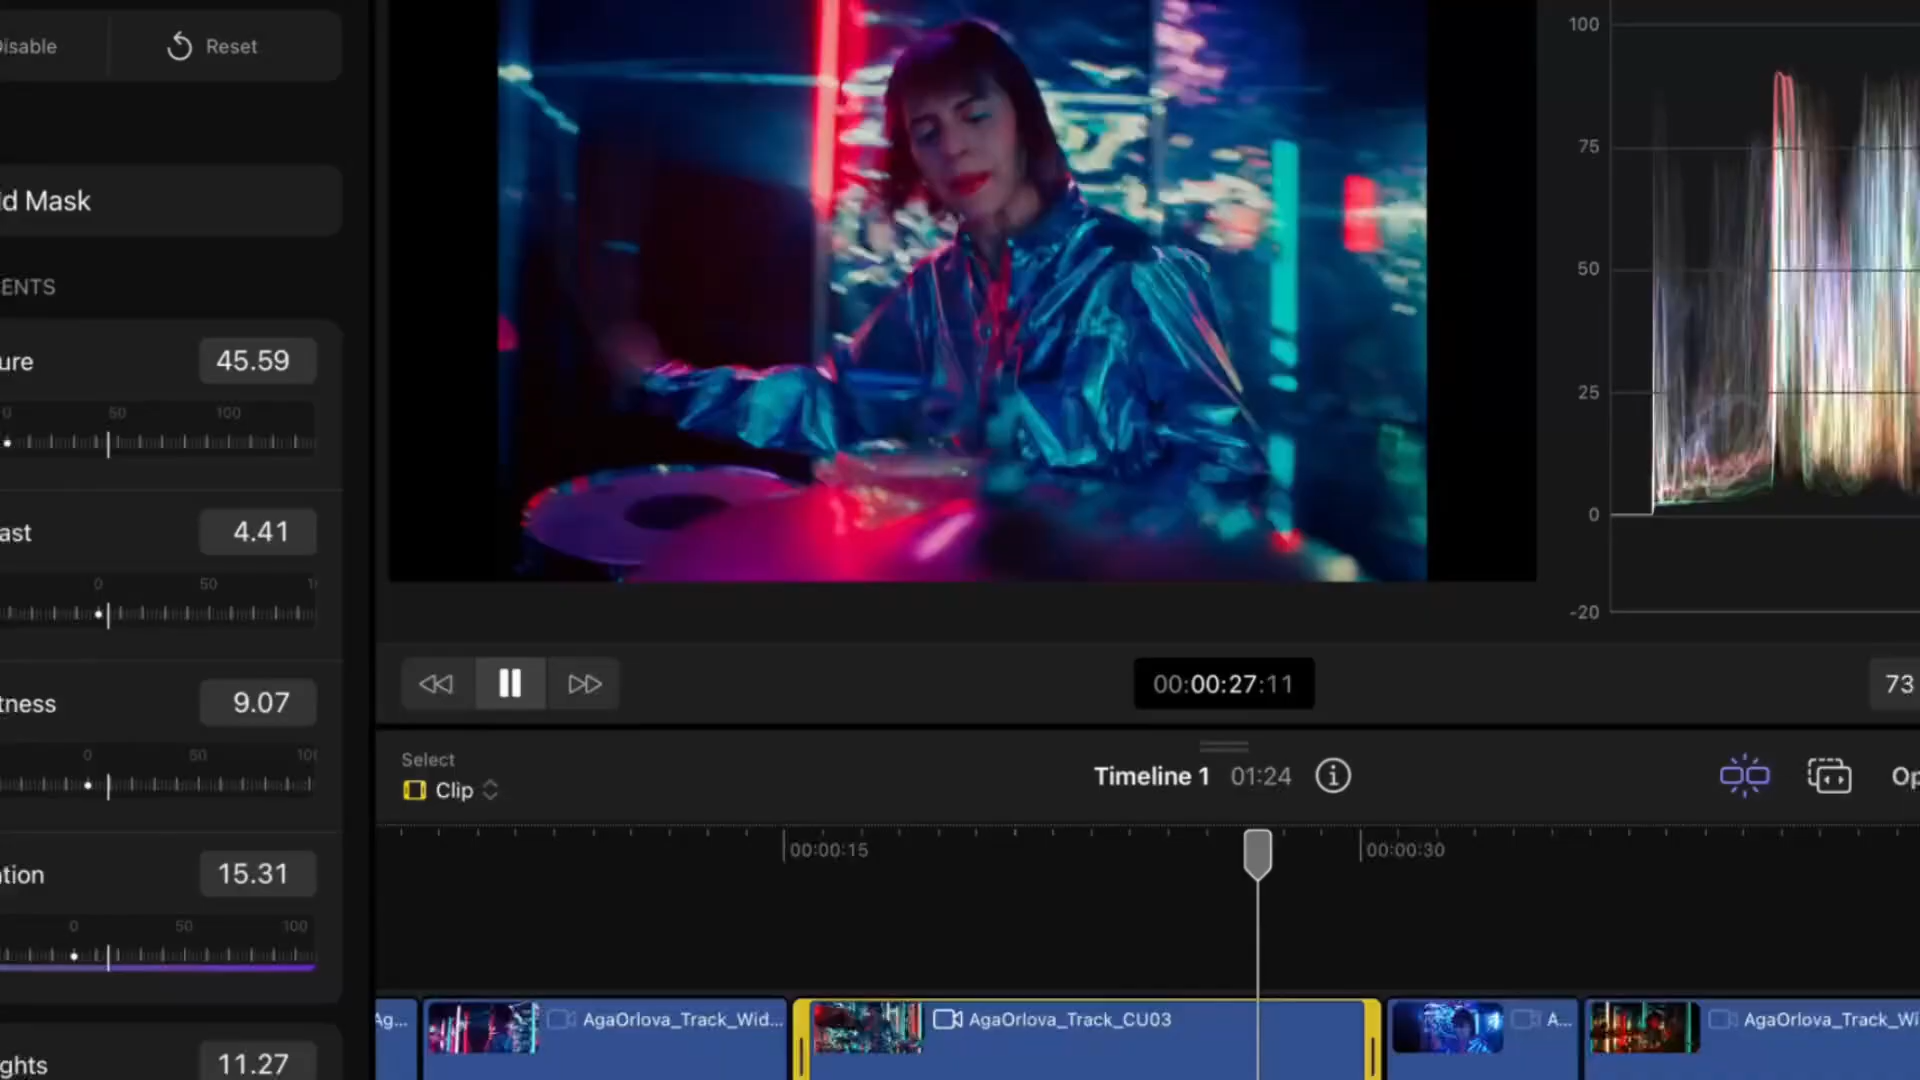 isable
Reset
d Mask
ENTS
ure
45.59
0 50 100
ast
4.41
0 50
tness
9.07
0 50 100
tion
15.31
0 50 100
ghts
11.27
100
75
50
25
0
-20
00:00:27:11
73
Select
Clip
Timeline 1 01:24
Op
00:00:15
00:00:30
Ag...
AgaOrlova_Track_Wid...
AgaOrlova_Track_CU03
A...
AgaOrlova_Track_Wi